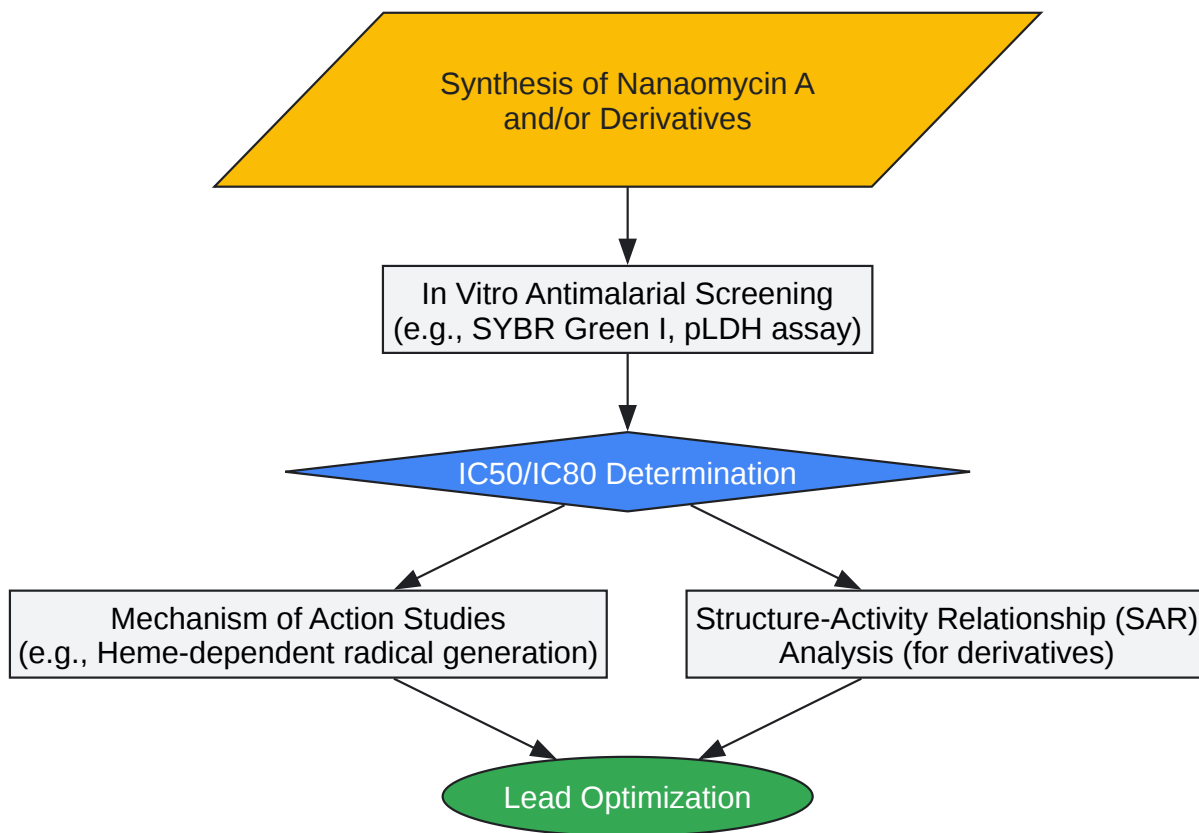 Synthesis of Nanaomycin A
and/or Derivatives
In Vitro Antimalarial Screening
(e.g., SYBR Green I, pLDH assay)
IC50/IC80 Determination
Mechanism of Action Studies
(e.g., Heme-dependent radical generation)
Structure-Activity Relationship (SAR)
Analysis (for derivatives)
Lead Optimization